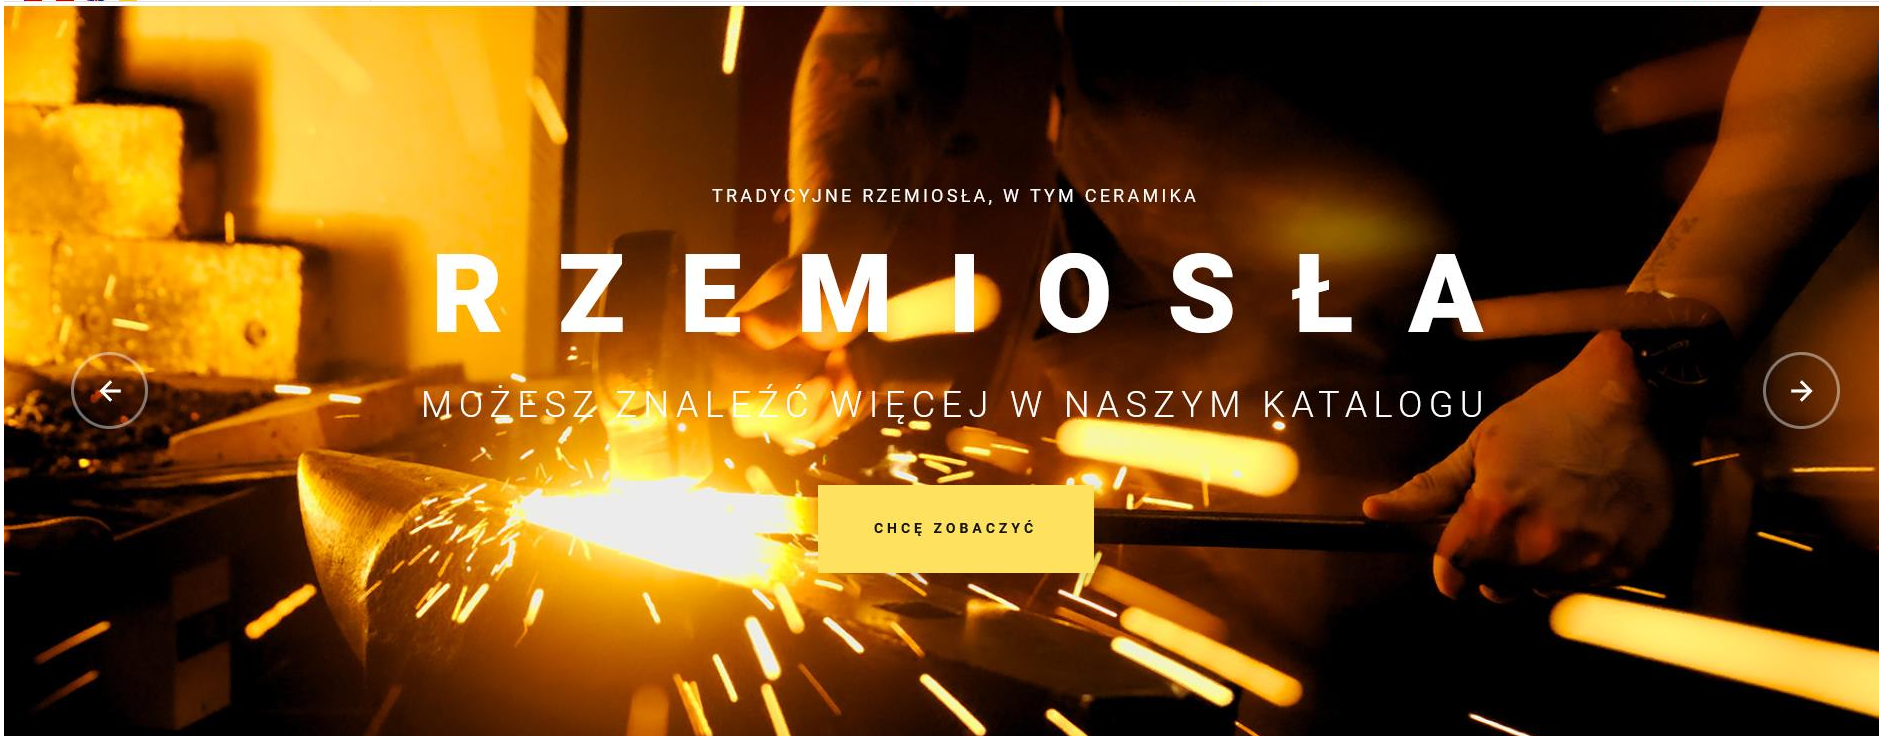 TRADYCYJNE RZEMIOSŁA, W TYM CERAMIKA
RZEMIOSŁA
MOŻESZ ZNALEŹĆ WIĘCEJ W NASZYM KATALOGU
CHCĘ ZOBACZYĆ